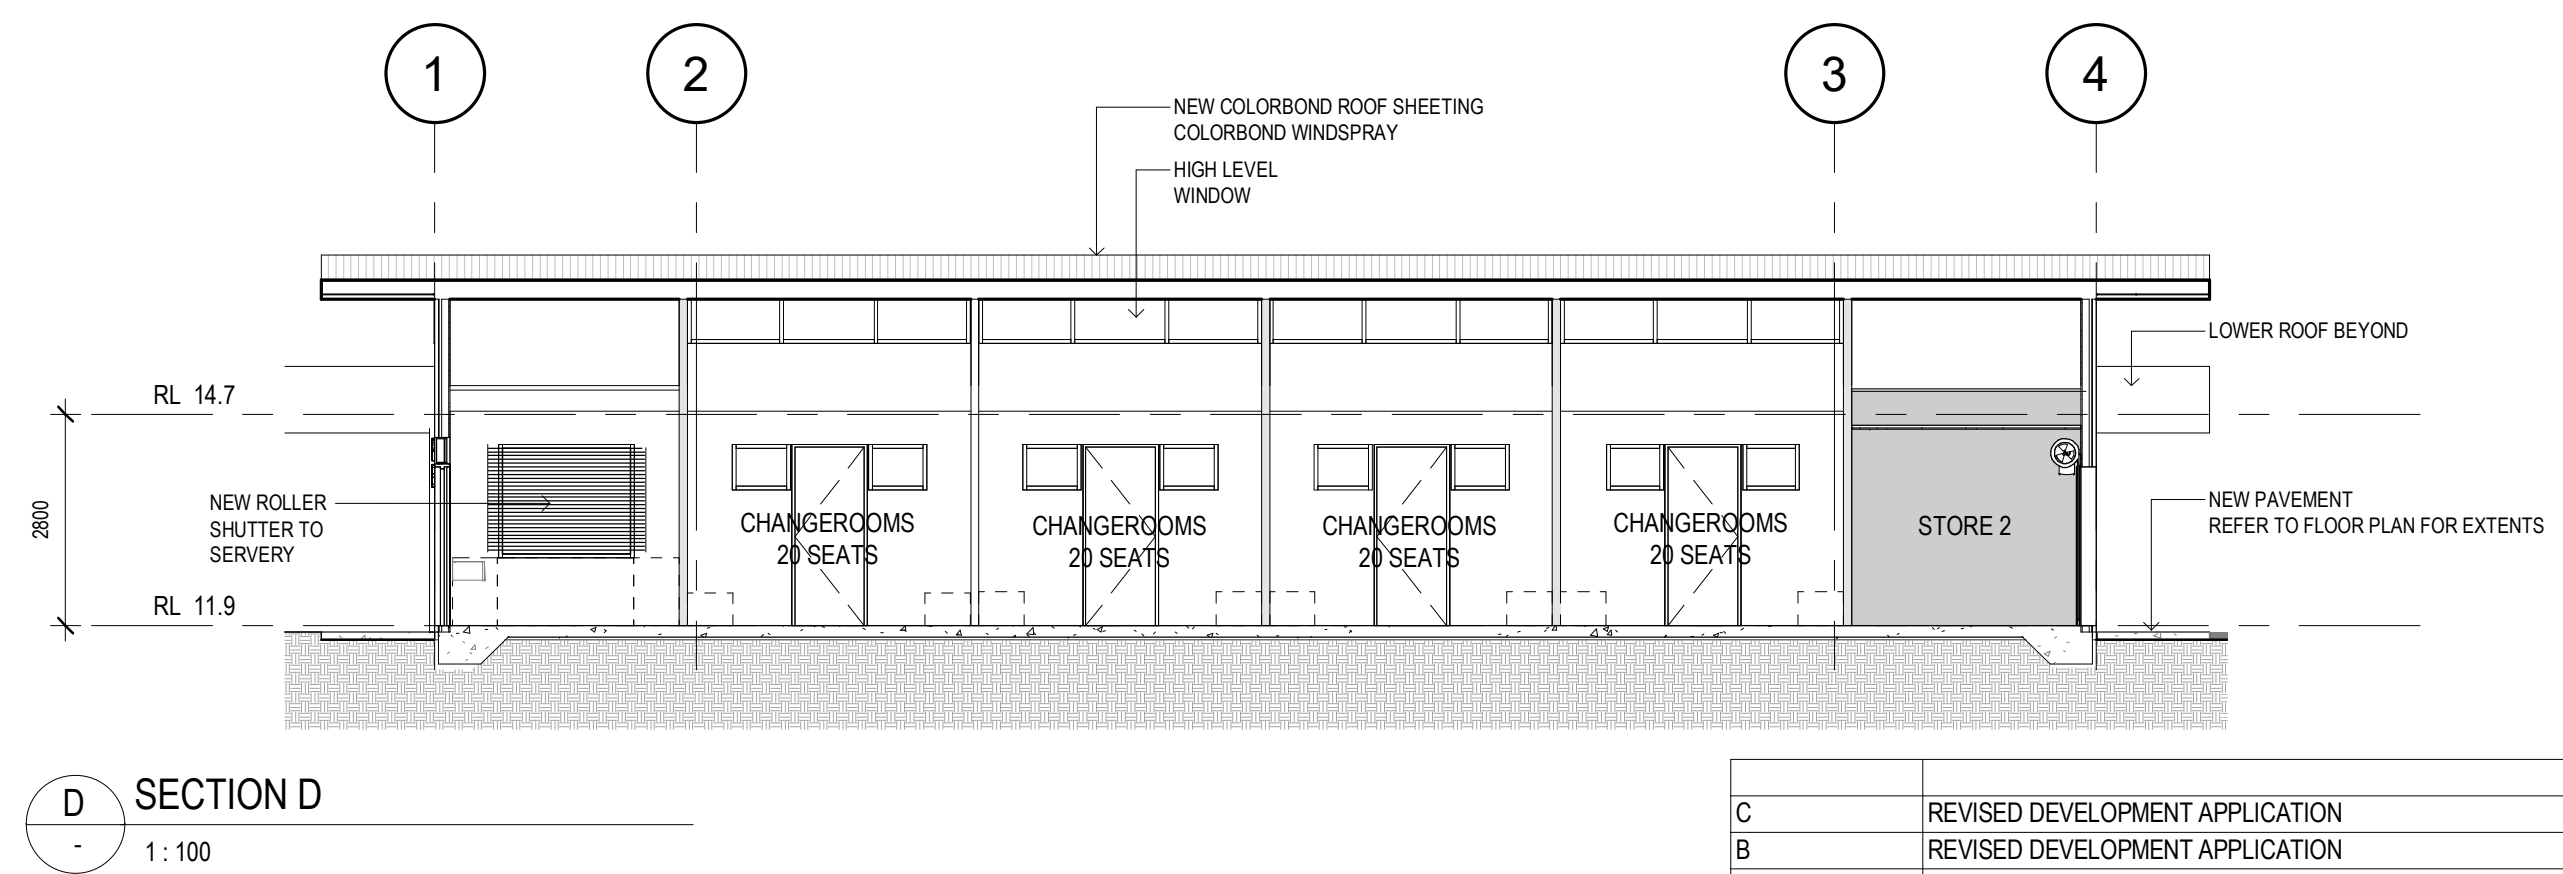 1
2
3
4
NEW COLORBOND ROOF SHEETING
COLORBOND WINDSPRAY
HIGH LEVEL
WINDOW
LOWER ROOF BEYOND
RL 14.7
2800
NEW ROLLER
SHUTTER TO
SERVERY
CHANGEROOMS
20 SEATS
CHANGEROOMS
20 SEATS
CHANGEROOMS
20 SEATS
CHANGEROOMS
20 SEATS
STORE 2
NEW PAVEMENT
REFER TO FLOOR PLAN FOR EXTENTS
RL 11.9
D
-
SECTION D
1 : 100
C REVISED DEVELOPMENT APPLICATION
B REVISED DEVELOPMENT APPLICATION